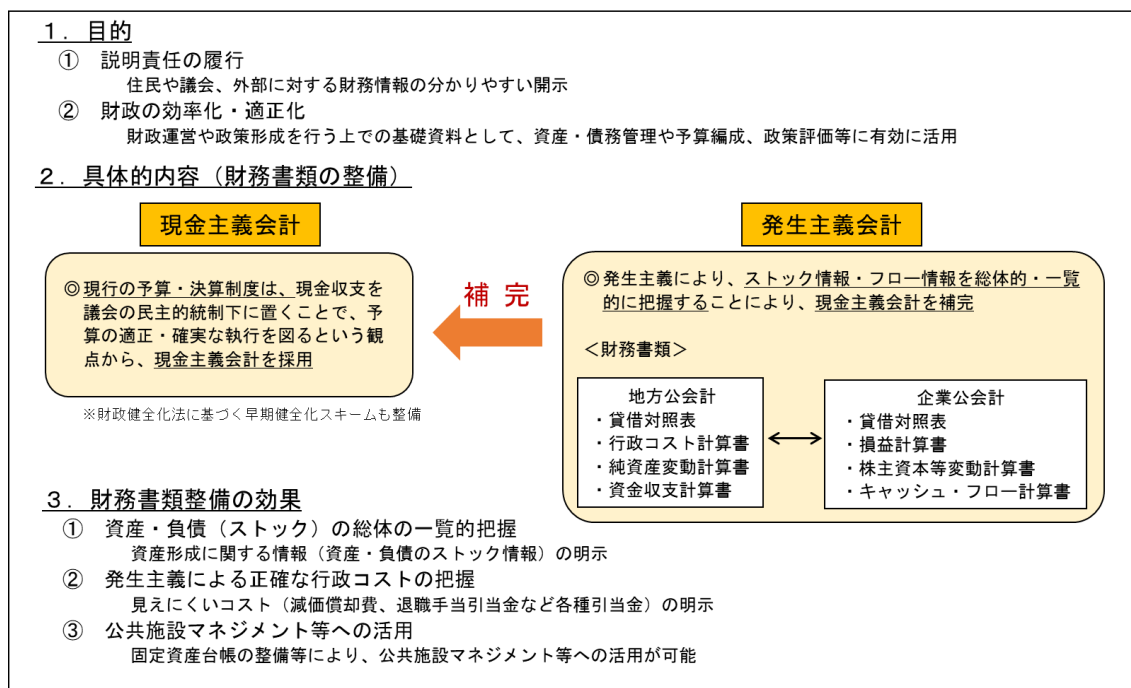 １．目的
① 説明責任の履行
住民や議会、外部に対する財務情報の分かりやすい開示
② 財政の効率化・適正化
財政運営や政策形成を行う上での基礎資料として、資産・債務管理や予算編成、政策評価等に有効に活用
２．具体的内容（財務書類の整備）
現金主義会計
◎現行の予算・決算制度は、現金収支を
議会の民主的統制下に置くことで、予
算の適正・確実な執行を図るという観
点から、現金主義会計を採用
※財政健全化法に基づく早期健全化スキームも整備
補 完
発生主義会計
◎発生主義により、ストック情報・フロー情報を総体的・一覧
的に把握することにより、現金主義会計を補完
＜財務書類＞
地方公会計
・貸借対照表
・行政コスト計算書
・純資産変動計算書
・資金収支計算書
企業公会計
・貸借対照表
・損益計算書
・株主資本等変動計算書
・キャッシュ・フロー計算書
３．財務書類整備の効果
① 資産・負債（ストック）の総体の一覧的把握
資産形成に関する情報（資産・負債のストック情報）の明示
② 発生主義による正確な行政コストの把握
見えにくいコスト（減価償却費、退職手当引当金など各種引当金）の明示
③ 公共施設マネジメント等への活用
固定資産台帳の整備等により、公共施設マネジメント等への活用が可能